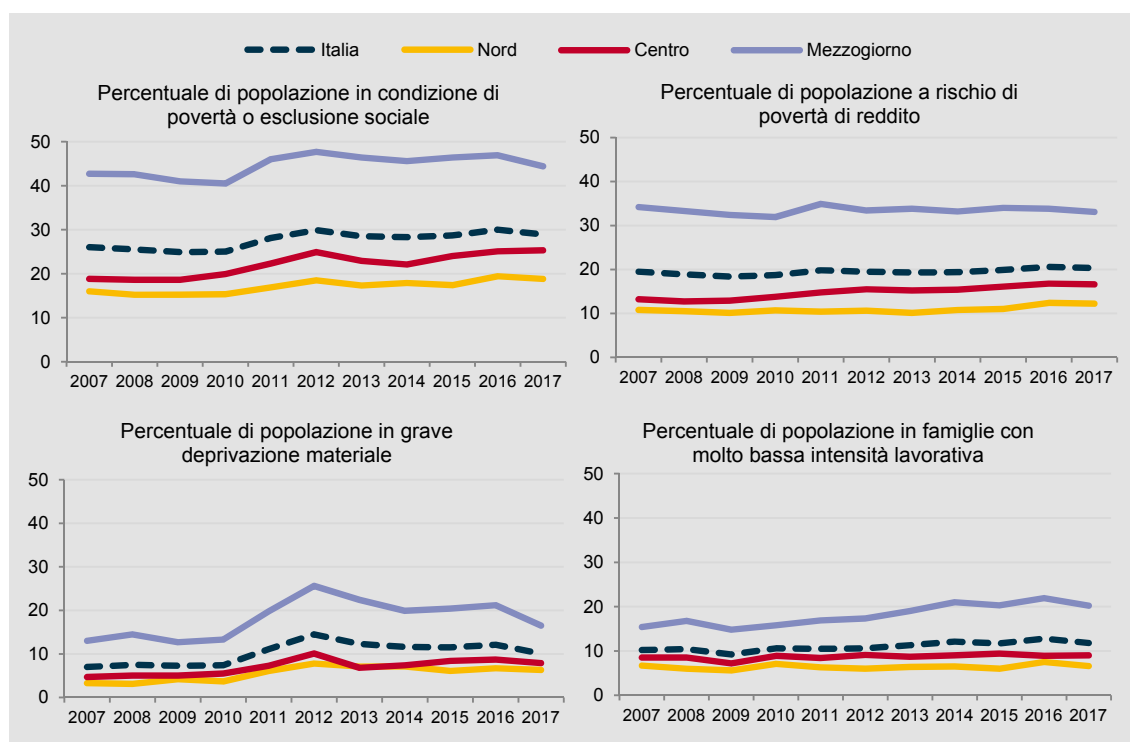 Italia Nord Centro Mezzogiorno
Percentuale di popolazione in condizione di
povertà o esclusione sociale
50
40
30
20
10
0
2007 2008 2009 2010 2011 2012 2013 2014 2015 2016 2017
Percentuale di popolazione a rischio di
povertà di reddito
50
40
30
20
10
0
2007 2008 2009 2010 2011 2012 2013 2014 2015 2016 2017
Percentuale di popolazione in grave
deprivazione materiale
50
40
30
20
10
0
2007 2008 2009 2010 2011 2012 2013 2014 2015 2016 2017
Percentuale di popolazione in famiglie con
molto bassa intensità lavorativa
50
40
30
20
10
0
2007 2008 2009 2010 2011 2012 2013 2014 2015 2016 2017